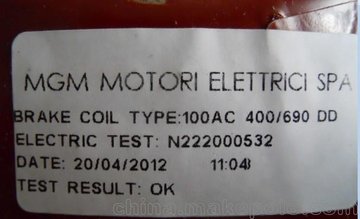 MGM MOTORI ELETTRICI SPA
BRAKE COIL TYPE:100AC 400/690 DD
ELECTRIC TEST: N222000532
DATE: 20/04/2012 11:04
TEST RESULT: OK